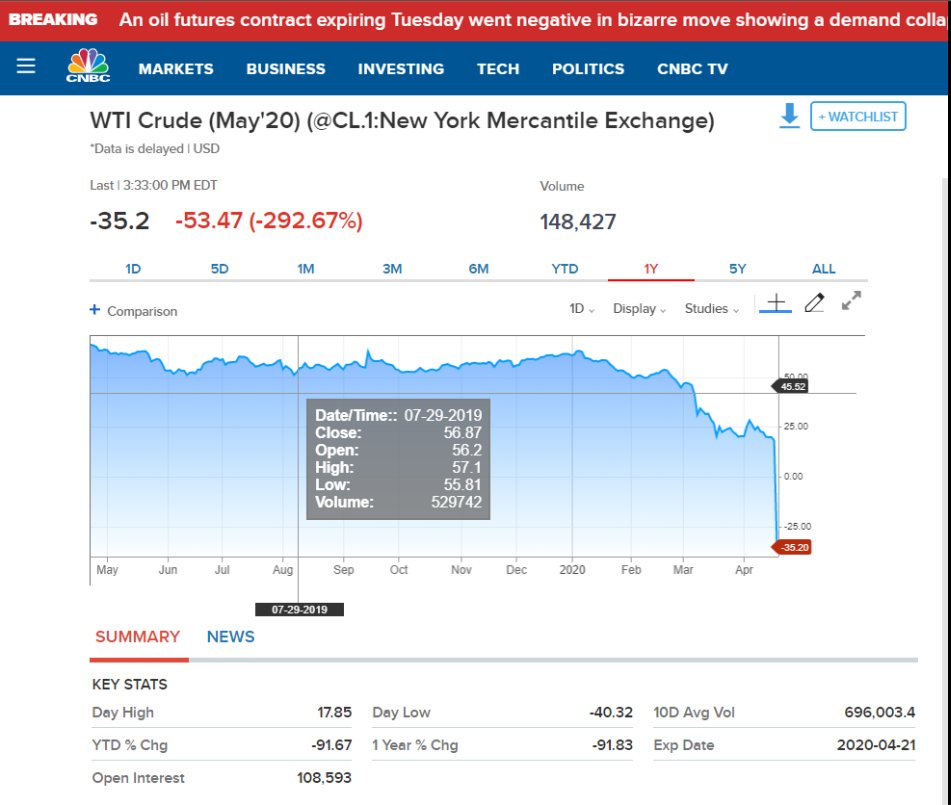 BREAKING An oil futures contract expiring Tuesday went negative in bizarre move showing a demand colla
CNBC MARKETS BUSINESS INVESTING TECH POLITICS CNBC TV
WTI Crude (May'20) (@CL.1:New York Mercantile Exchange)
+ WATCHLIST
*Data is delayed | USD
Last | 3:33:00 PM EDT Volume
-35.2 -53.47 (-292.67%) 148,427
1D 5D 1M 3M 6M YTD 1Y 5Y ALL
+ Comparison 1D Display Studies
50.00
45.52
25.00
0.00
-25.00
-35.20
Date/Time:: 07-29-2019
Close: 56.87
Open: 56.2
High: 57.1
Low: 55.81
Volume: 529742
May Jun Jul Aug Sep Oct Nov Dec 2020 Feb Mar Apr
07-29-2019
SUMMARY NEWS
KEY STATS
Day High 17.85 Day Low -40.32 10D Avg Vol 696,003.4
YTD % Chg -91.67 1 Year % Chg -91.83 Exp Date 2020-04-21
Open Interest 108,593